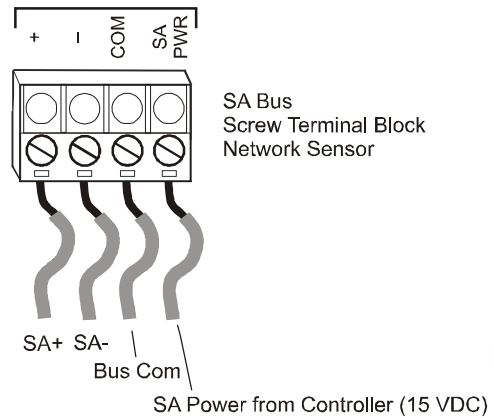 + – COM SA PWR
SA Bus
Screw Terminal Block
Network Sensor
SA+ SA-
Bus Com
SA Power from Controller (15 VDC)